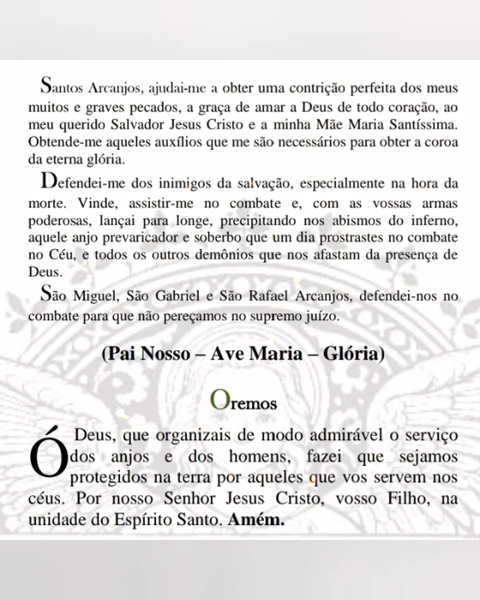 Santos Arcanjos, ajudai-me a obter uma contrição perfeita dos meus
muitos e graves pecados, a graça de amar a Deus de todo coração, ao
meu querido Salvador Jesus Cristo e a minha Mãe Maria Santíssima.
Obtende-me aqueles auxílios que me são necessários para obter a coroa
da eterna glória.
Defendei-me dos inimigos da salvação, especialmente na hora da
morte. Vinde, assistir-me no combate e, com as vossas armas
poderosas, lançai para longe, precipitando nos abismos do inferno,
aquele anjo prevaricador e soberbo que um dia prostrastes no combate
no Céu, e todos os outros demônios que nos afastam da presença de
Deus.
São Miguel, São Gabriel e São Rafael Arcanjos, defendei-nos no
combate para que não pereçamos no supremo juízo.
(Pai Nosso – Ave Maria – Glória)
Oremos
Ó Deus, que organizais de modo admirável o serviço
dos anjos e dos homens, fazei que sejamos
protegidos na terra por aqueles que vos servem nos
céus. Por nosso Senhor Jesus Cristo, vosso Filho, na
unidade do Espírito Santo. Amém.